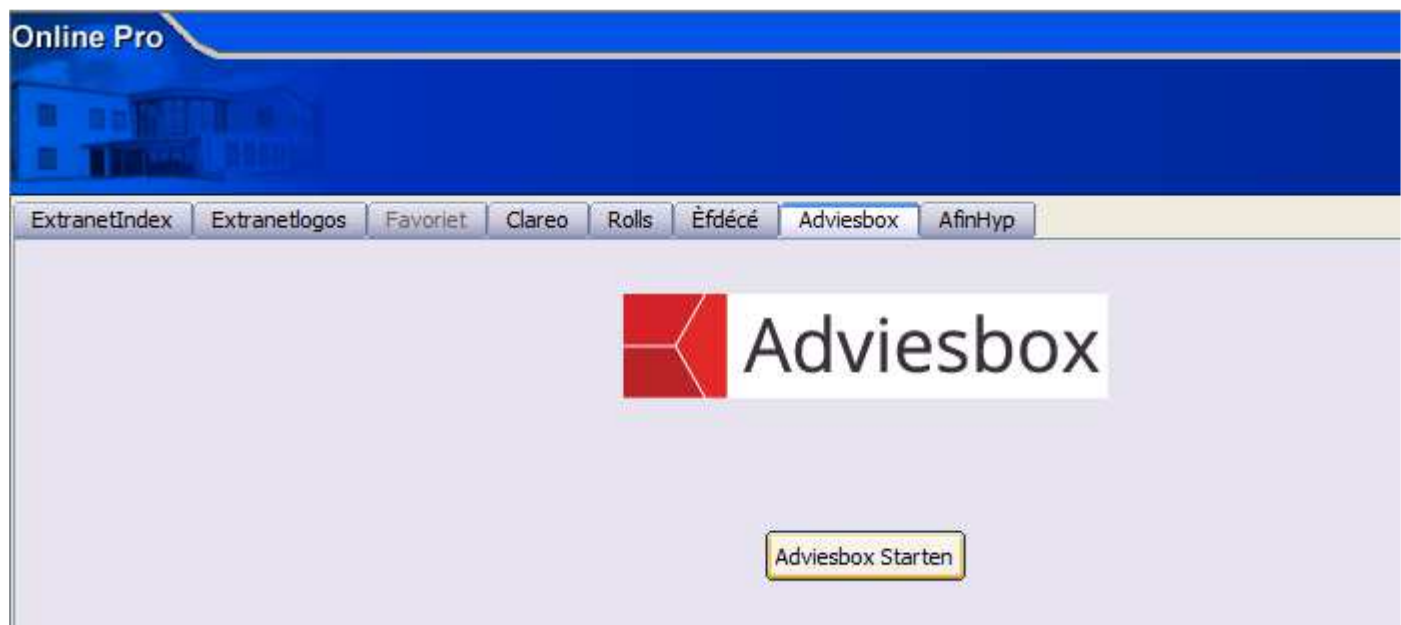 Online Pro
ExtranetIndex Extranetlogos Favoriet Clareo Rolls Èfdécé Adviesbox AfinHyp
Adviesbox
Adviesbox Starten